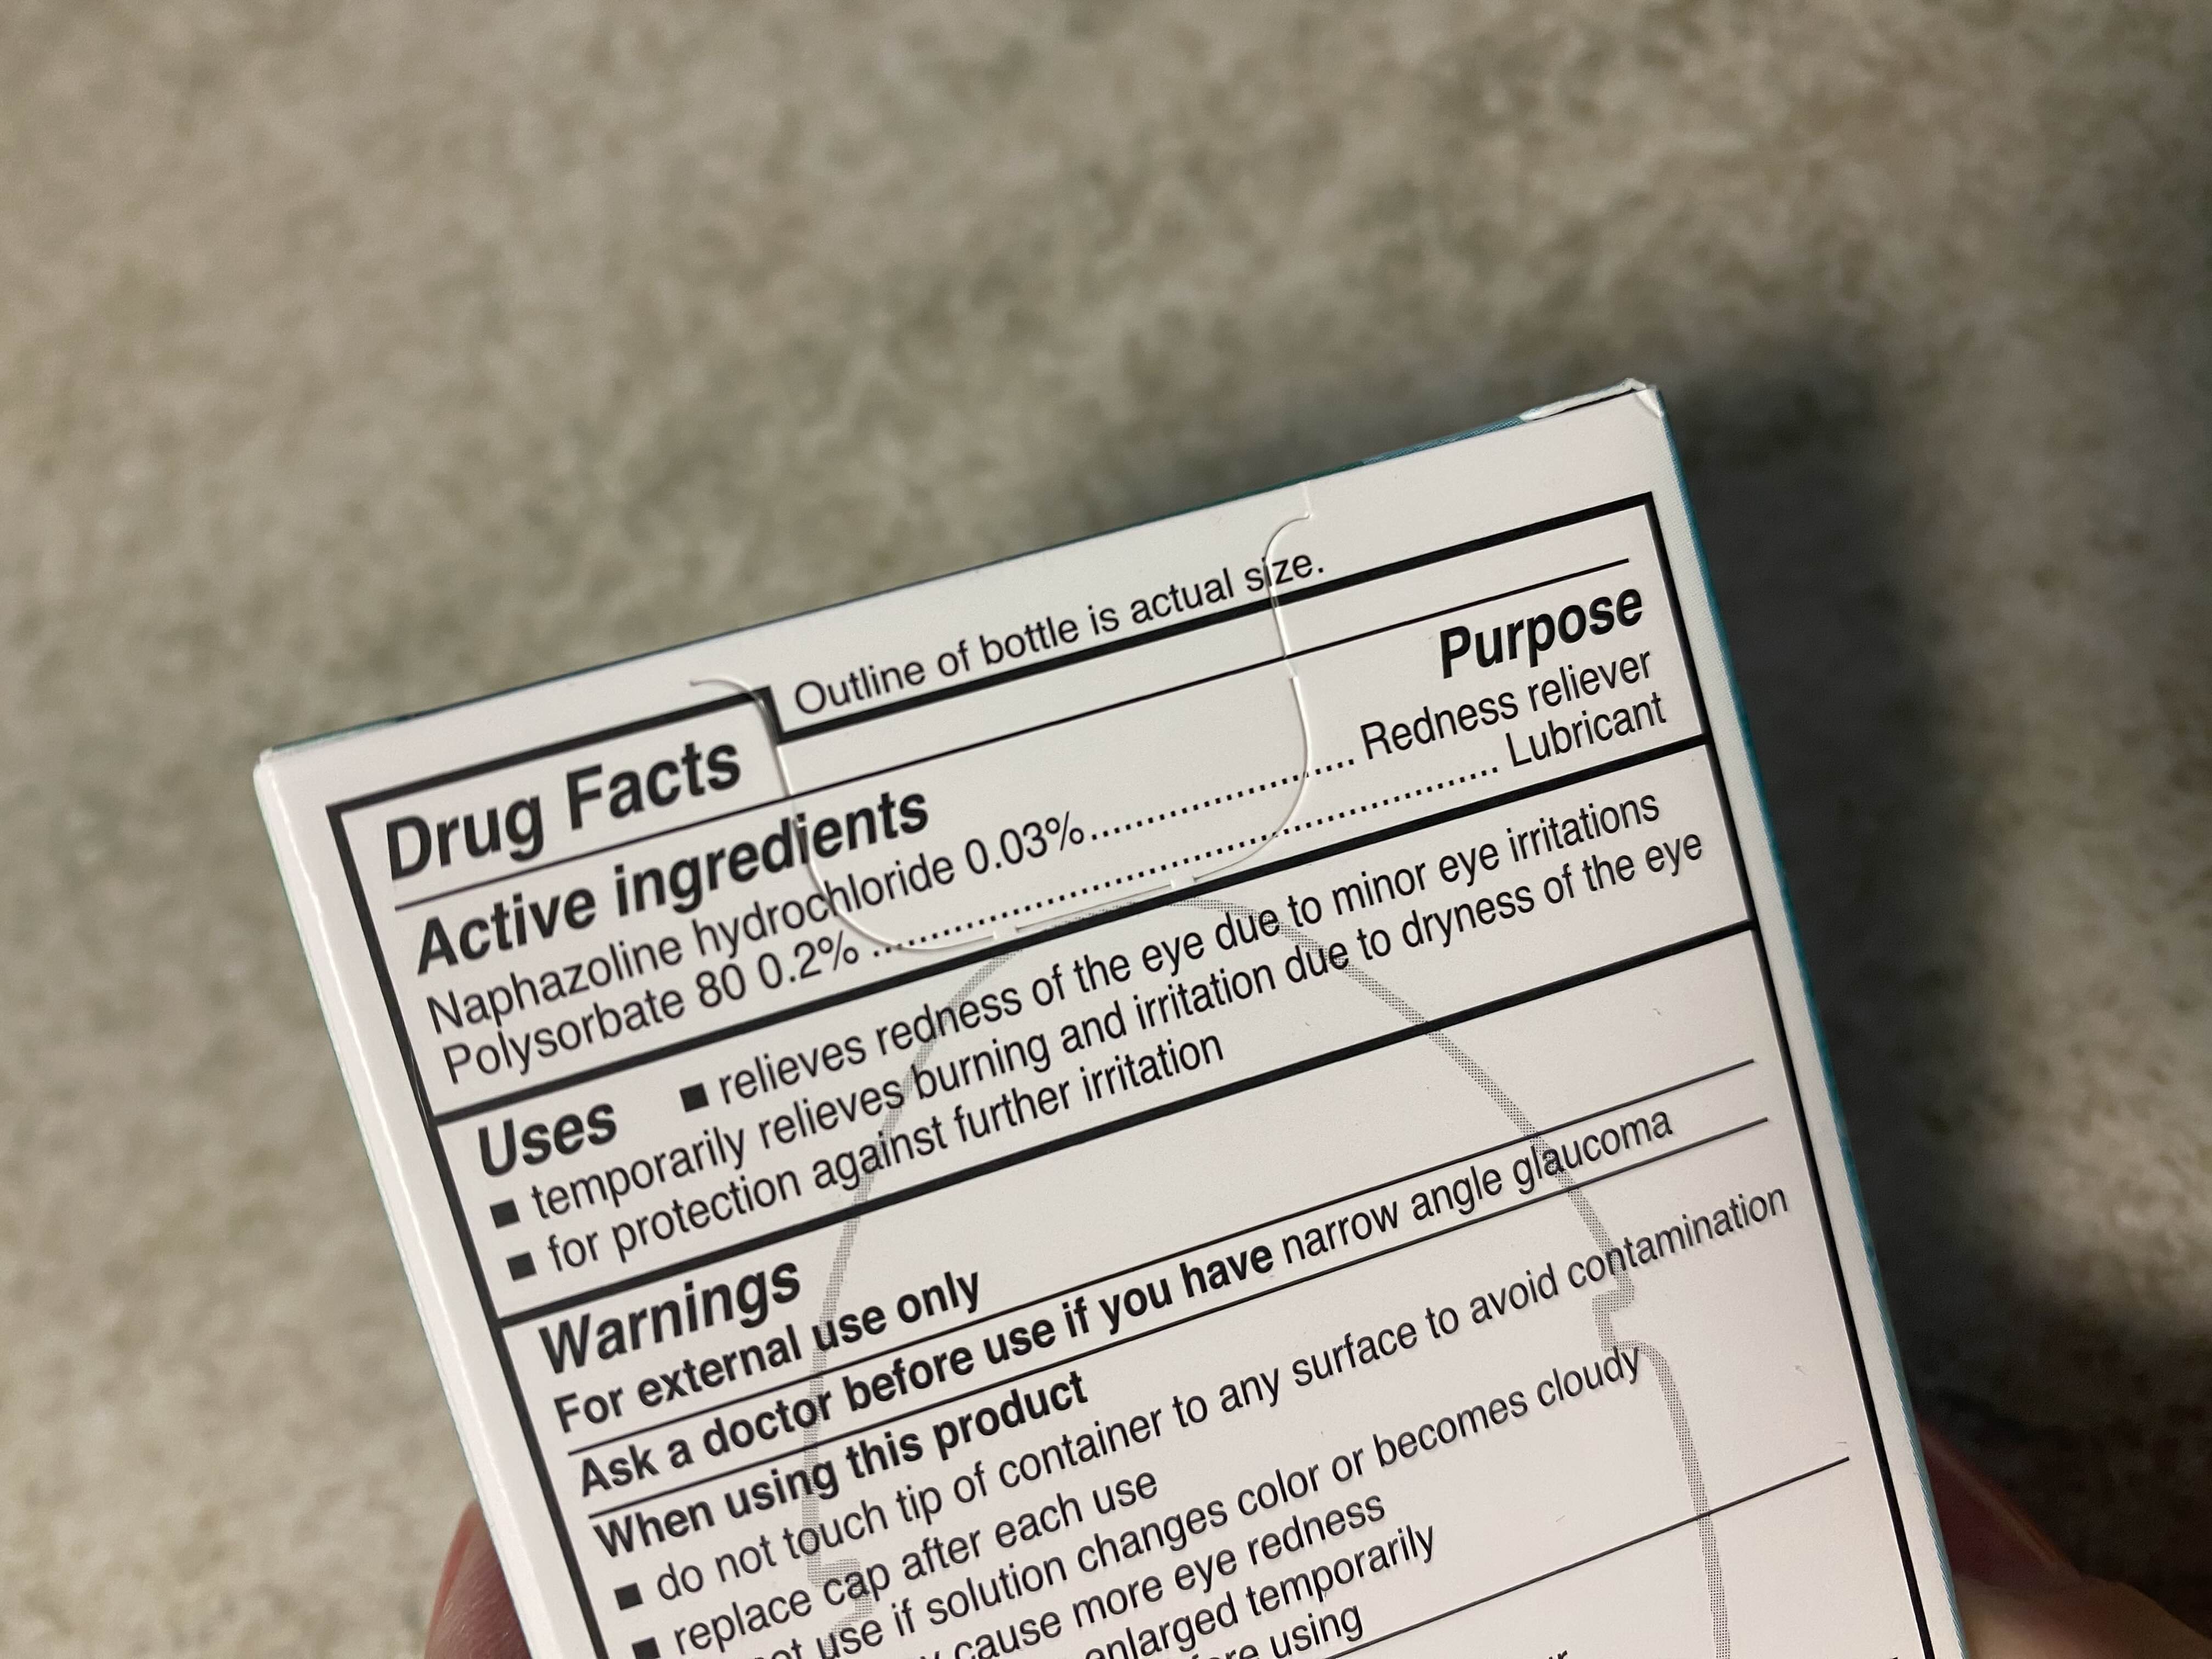 Outline of bottle is actual size.
Drug Facts
Active ingredients Purpose
Naphazoline hydrochloride 0.03%.......................... Redness reliever
Polysorbate 80 0.2% ............................................................ Lubricant
Uses ■ relieves redness of the eye due to minor eye irritations
■ temporarily relieves burning and irritation due to dryness of the eye
■ for protection against further irritation
Warnings
For external use only
Ask a doctor before use if you have narrow angle glaucoma
When using this product
■ do not touch tip of container to any surface to avoid contamination
■ replace cap after each use
use if solution changes color or becomes cloudy
cause more eye redness
enlarged temporarily
using